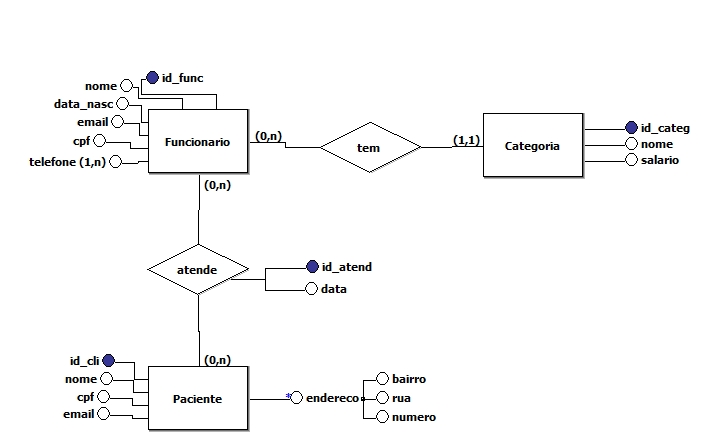 id_func
nome
data_nasc
email
cpf
telefone (1,n)
Funcionario
(0,n)
tem
(1,1)
Categoria
id_categ
nome
salario
(0,n)
atende
id_atend
data
(0,n)
id_cli
nome
cpf
email
Paciente
* endereco
bairro
rua
numero